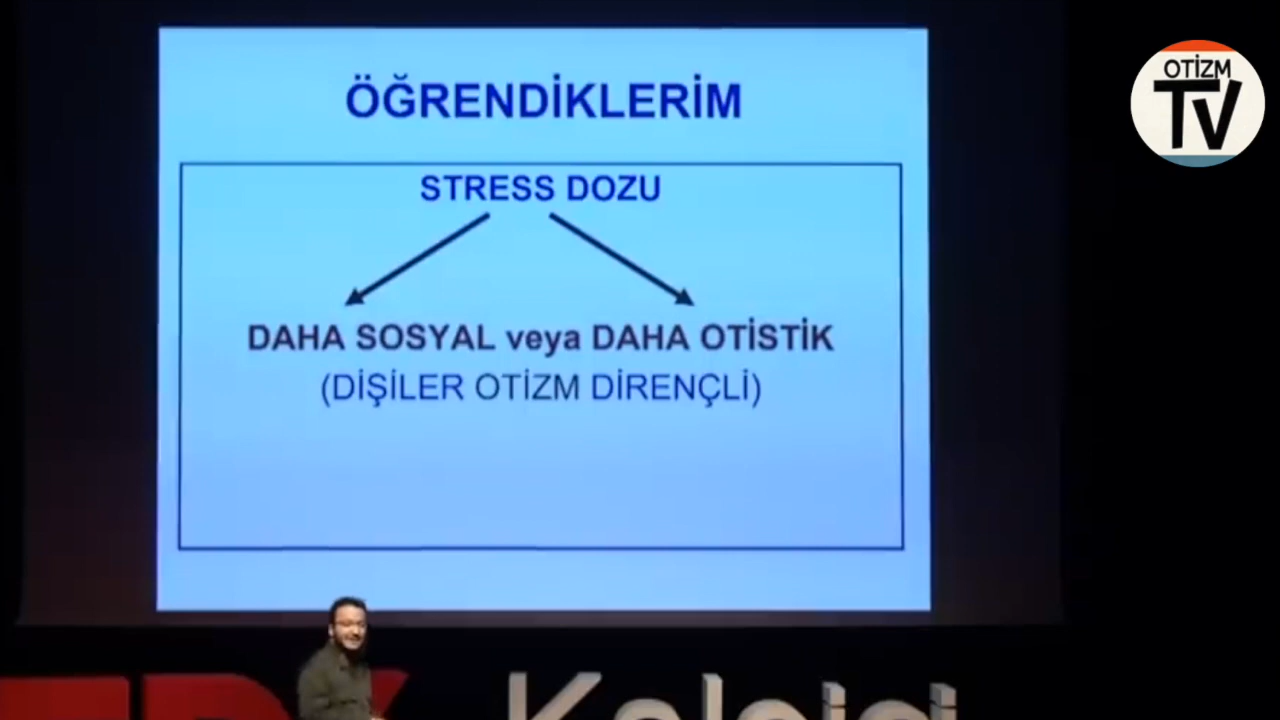 ÖĞRENDİKLERİM
STRESS DOZU
DAHA SOSYAL veya DAHA OTİSTİK
(DİŞİLER OTİZM DİRENÇLİ)
OTİZM
TV